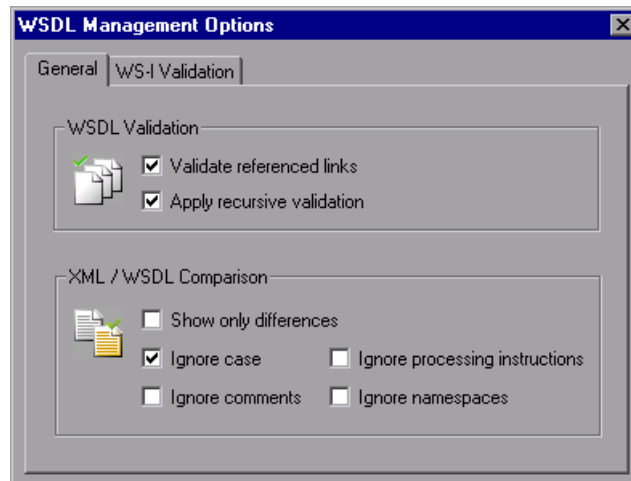 WSDL Management Options
General WS-I Validation
WSDL Validation
Validate referenced links
Apply recursive validation
XML / WSDL Comparison
Show only differences
Ignore case Ignore processing instructions
Ignore comments Ignore namespaces